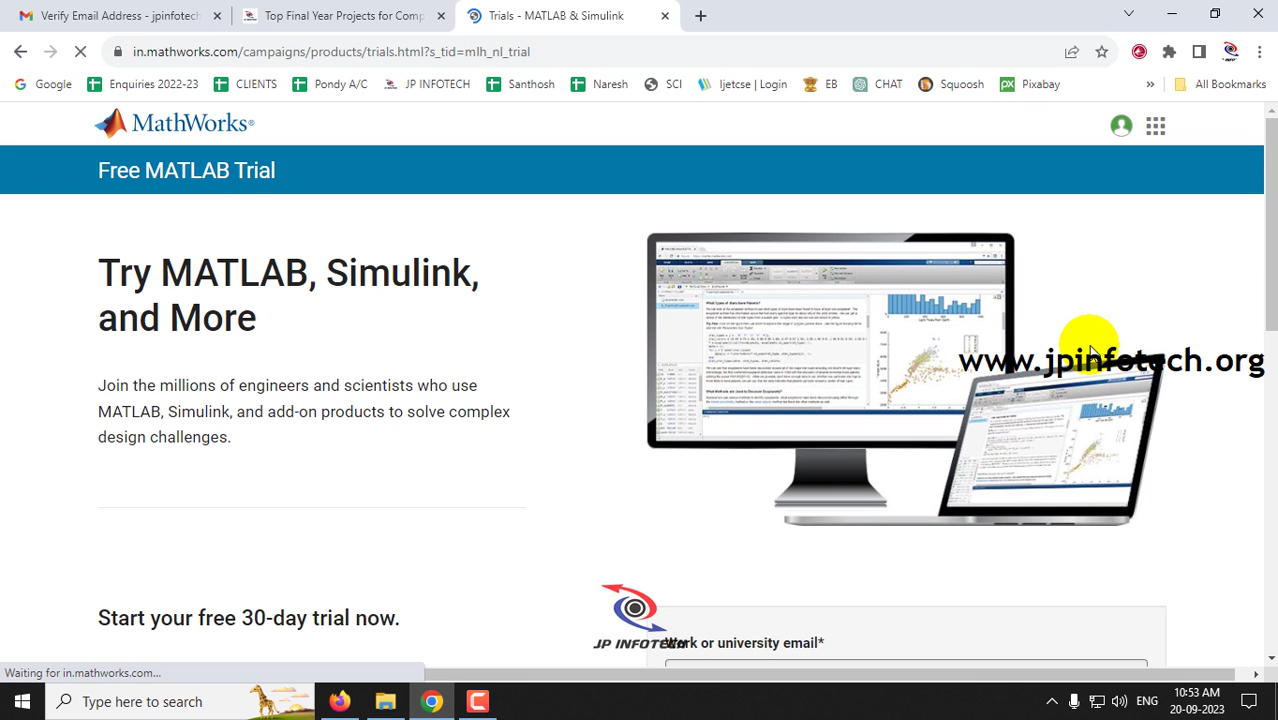 Verify Email Address - jpinfotech
Top Final Year Projects for Comp
Trials - MATLAB & Simulink
in.mathworks.com/campaigns/products/trials.html?s_tid=mlh_nl_trial
Google
Enquiries 2022-23
CLIENTS
Pondy A/C
JP INFOTECH
Santhosh
Naresh
SCI
Ijetcse | Login
EB
CHAT
Squoosh
Pixabay
»
All Bookmarks
MathWorks®
Free MATLAB Trial
Try MATLAB, Simulink,
and More
Join the millions of engineers and scientists who use
MATLAB, Simulink, and add-on products to solve complex
design challenges.
www.jpinfotech.org
Start your free 30-day trial now.
JP INFOTECH
Work or university email*
Waiting for in.mathworks.com...
Type here to search
ENG
10:53 AM
20-09-2023